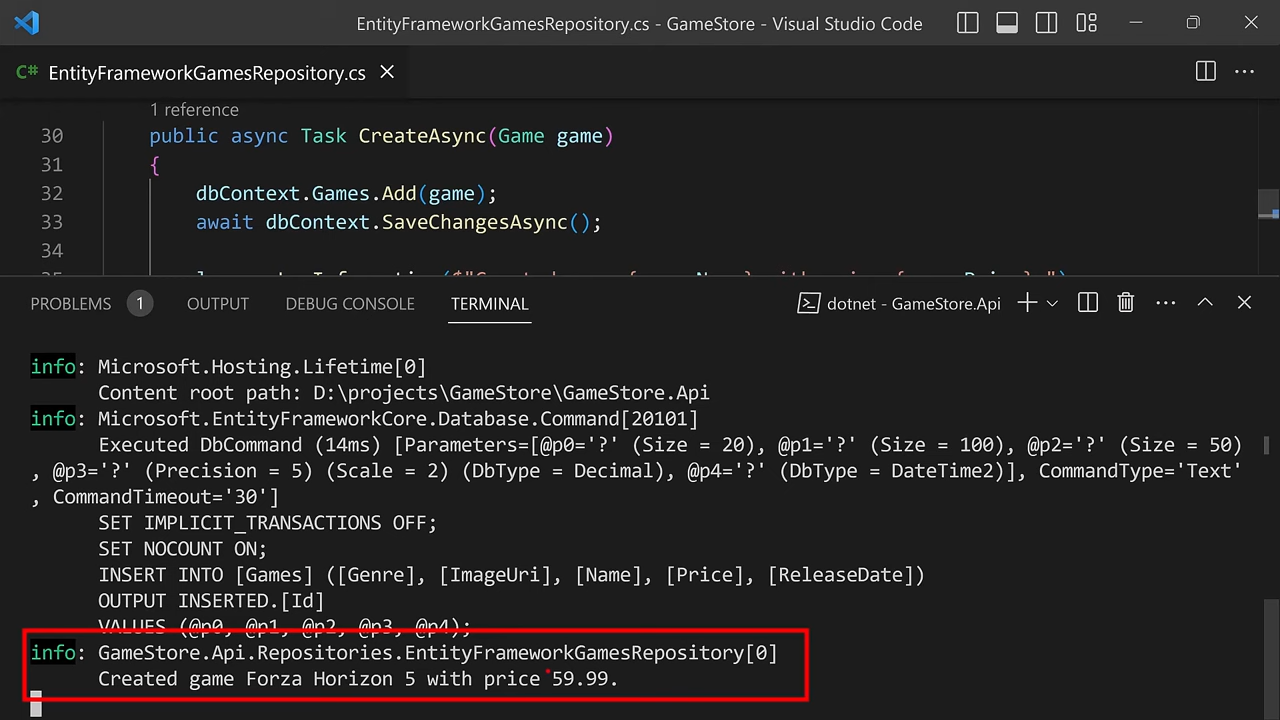 EntityFrameworkGamesRepository.cs - GameStore - Visual Studio Code
C# EntityFrameworkGamesRepository.cs
1 reference
30 public async Task CreateAsync(Game game)
31 {
32 dbContext.Games.Add(game);
33 await dbContext.SaveChangesAsync();
34
PROBLEMS 1 OUTPUT DEBUG CONSOLE TERMINAL dotnet - GameStore.Api
info: Microsoft.Hosting.Lifetime[0]
Content root path: D:\projects\GameStore\GameStore.Api
info: Microsoft.EntityFrameworkCore.Database.Command[20101]
Executed DbCommand (14ms) [Parameters=[@p0='?' (Size = 20), @p1='?' (Size = 100), @p2='?' (Size = 50)
, @p3='?' (Precision = 5) (Scale = 2) (DbType = Decimal), @p4='?' (DbType = DateTime2)], CommandType='Text'
, CommandTimeout='30']
SET IMPLICIT_TRANSACTIONS OFF;
SET NOCOUNT ON;
INSERT INTO [Games] ([Genre], [ImageUri], [Name], [Price], [ReleaseDate])
OUTPUT INSERTED.[Id]
VALUES (@p0, @p1, @p2, @p3, @p4);
info: GameStore.Api.Repositories.EntityFrameworkGamesRepository[0]
Created game Forza Horizon 5 with price 59.99.